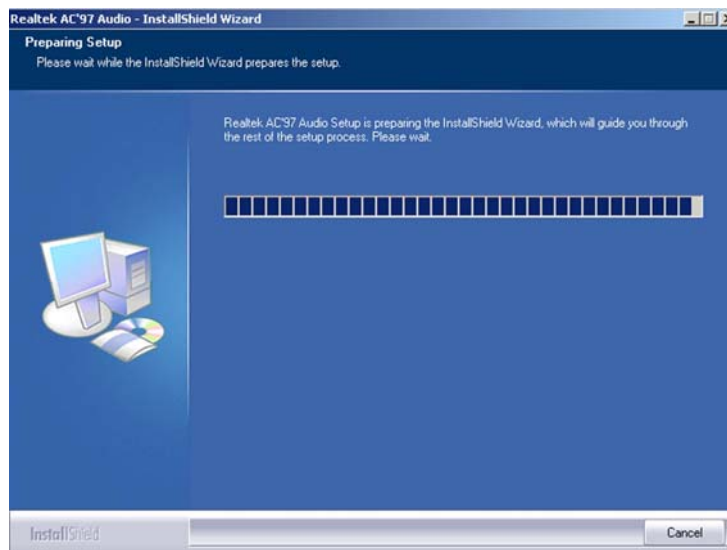 Realtek AC'97 Audio - InstallShield Wizard
Preparing Setup
Please wait while the InstallShield Wizard prepares the setup.
Realtek AC'97 Audio Setup is preparing the InstallShield Wizard, which will guide you through
the rest of the setup process. Please wait.
InstallShield
Cancel